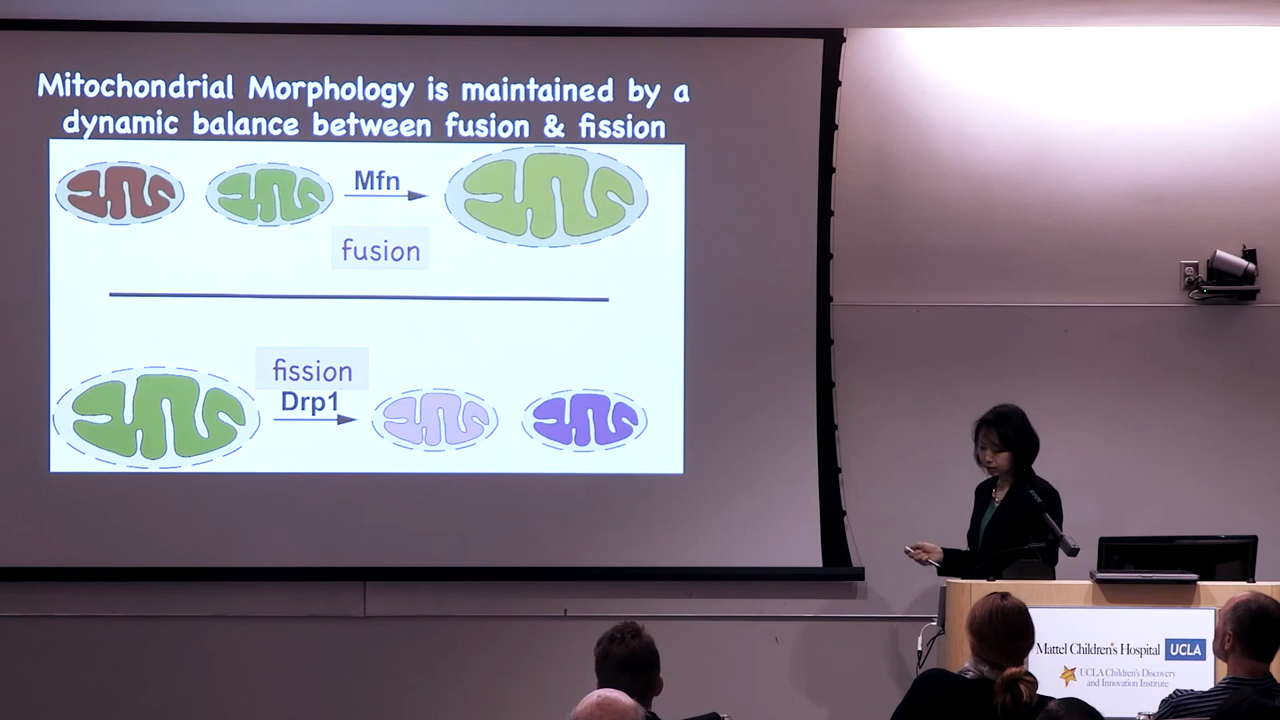 Mitochondrial Morphology is maintained by a
dynamic balance between fusion & fission
Mfn
fusion
fission
Drp1
Mattel Children's Hospital UCLA
UCLA Children's Discovery
and Innovation Institute